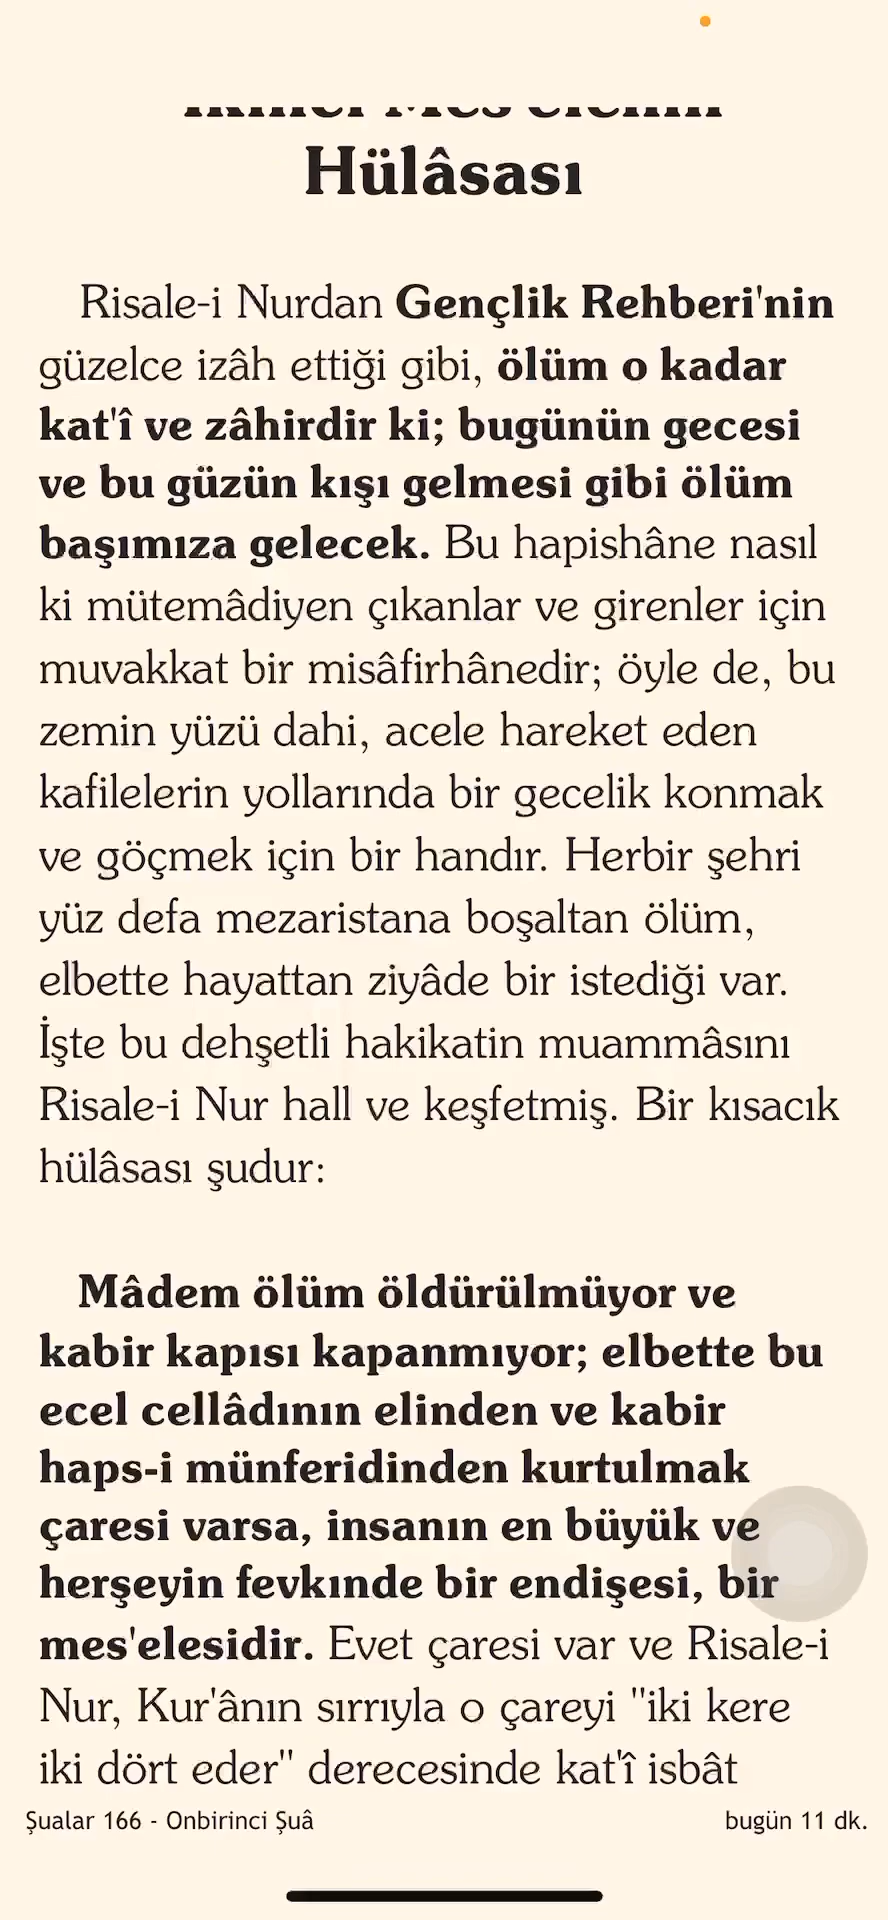 Hülâsası
Risale-i Nurdan Gençlik Rehberi'nin
güzelce izâh ettiği gibi, ölüm o kadar
kat'î ve zâhirdir ki; bugünün gecesi
ve bu güzün kışı gelmesi gibi ölüm
başımıza gelecek. Bu hapishâne nasıl
ki mütemâdiyen çıkanlar ve girenler için
muvakkat bir misâfirhânedir; öyle de, bu
zemin yüzü dahi, acele hareket eden
kafilelerin yollarında bir gecelik konmak
ve göçmek için bir handır. Herbir şehri
yüz defa mezaristana boşaltan ölüm,
elbette hayattan ziyâde bir istediği var.
İşte bu dehşetli hakikatin muammâsını
Risale-i Nur hall ve keşfetmiş. Bir kısacık
hülâsası şudur:
Mâdem ölüm öldürülmüyor ve
kabir kapısı kapanmıyor; elbette bu
ecel cellâdının elinden ve kabir
haps-i münferidinden kurtulmak
çaresi varsa, insanın en büyük ve
herşeyin fevkınde bir endişesi, bir
mes'elesidir. Evet çaresi var ve Risale-i
Nur, Kur'ânın sırrıyla o çareyi "iki kere
iki dört eder" derecesinde kat'î isbât
Şualar 166 - Onbirinci Şuâ
bugün 11 dk.